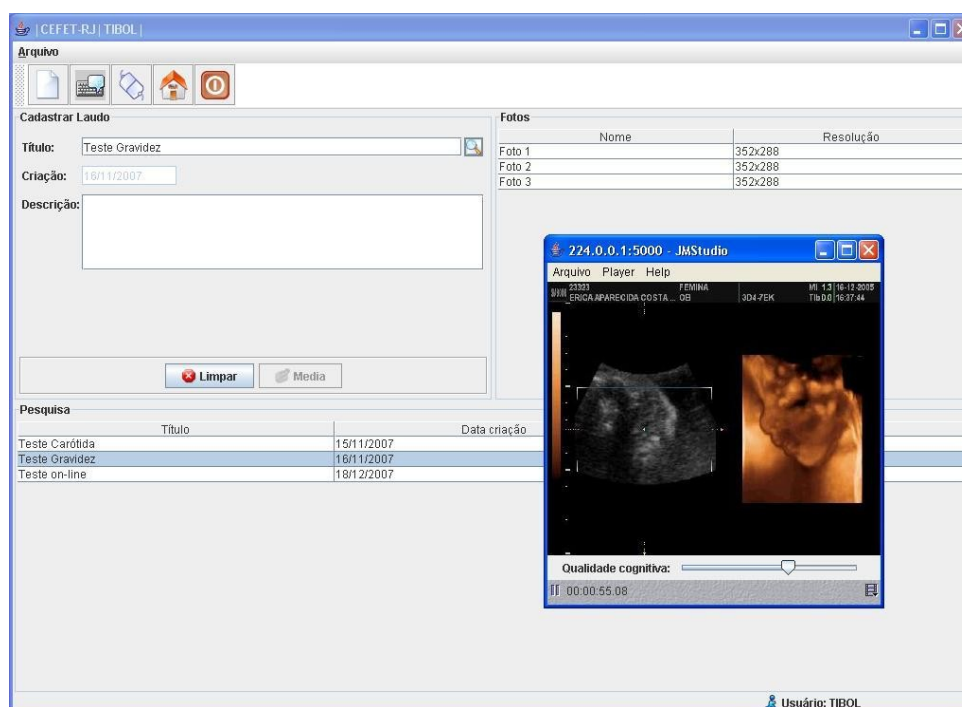 |CEFET-RJ|TIBOL|
Arquivo
Cadastrar Laudo
Título: Teste Gravidez
Criação: 16/11/2007
Descrição:
Limpar Media
Fotos
Nome Resolução
Foto 1 352x288
Foto 2 352x288
Foto 3 352x288
224.0.0.1:5000 - JMStudio
Arquivo Player Help
23323 FEMINA MI 1.3 16-12-2005
ERICA APARECIDA COSTA ... OB 3D4-7EK TIb 0.0 16:37:44
Qualidade cognitiva:
00:00:55.08
Pesquisa
Título Data criação
Teste Carótida 15/11/2007
Teste Gravidez 16/11/2007
Teste on-line 18/12/2007
Usuário: TIBOL